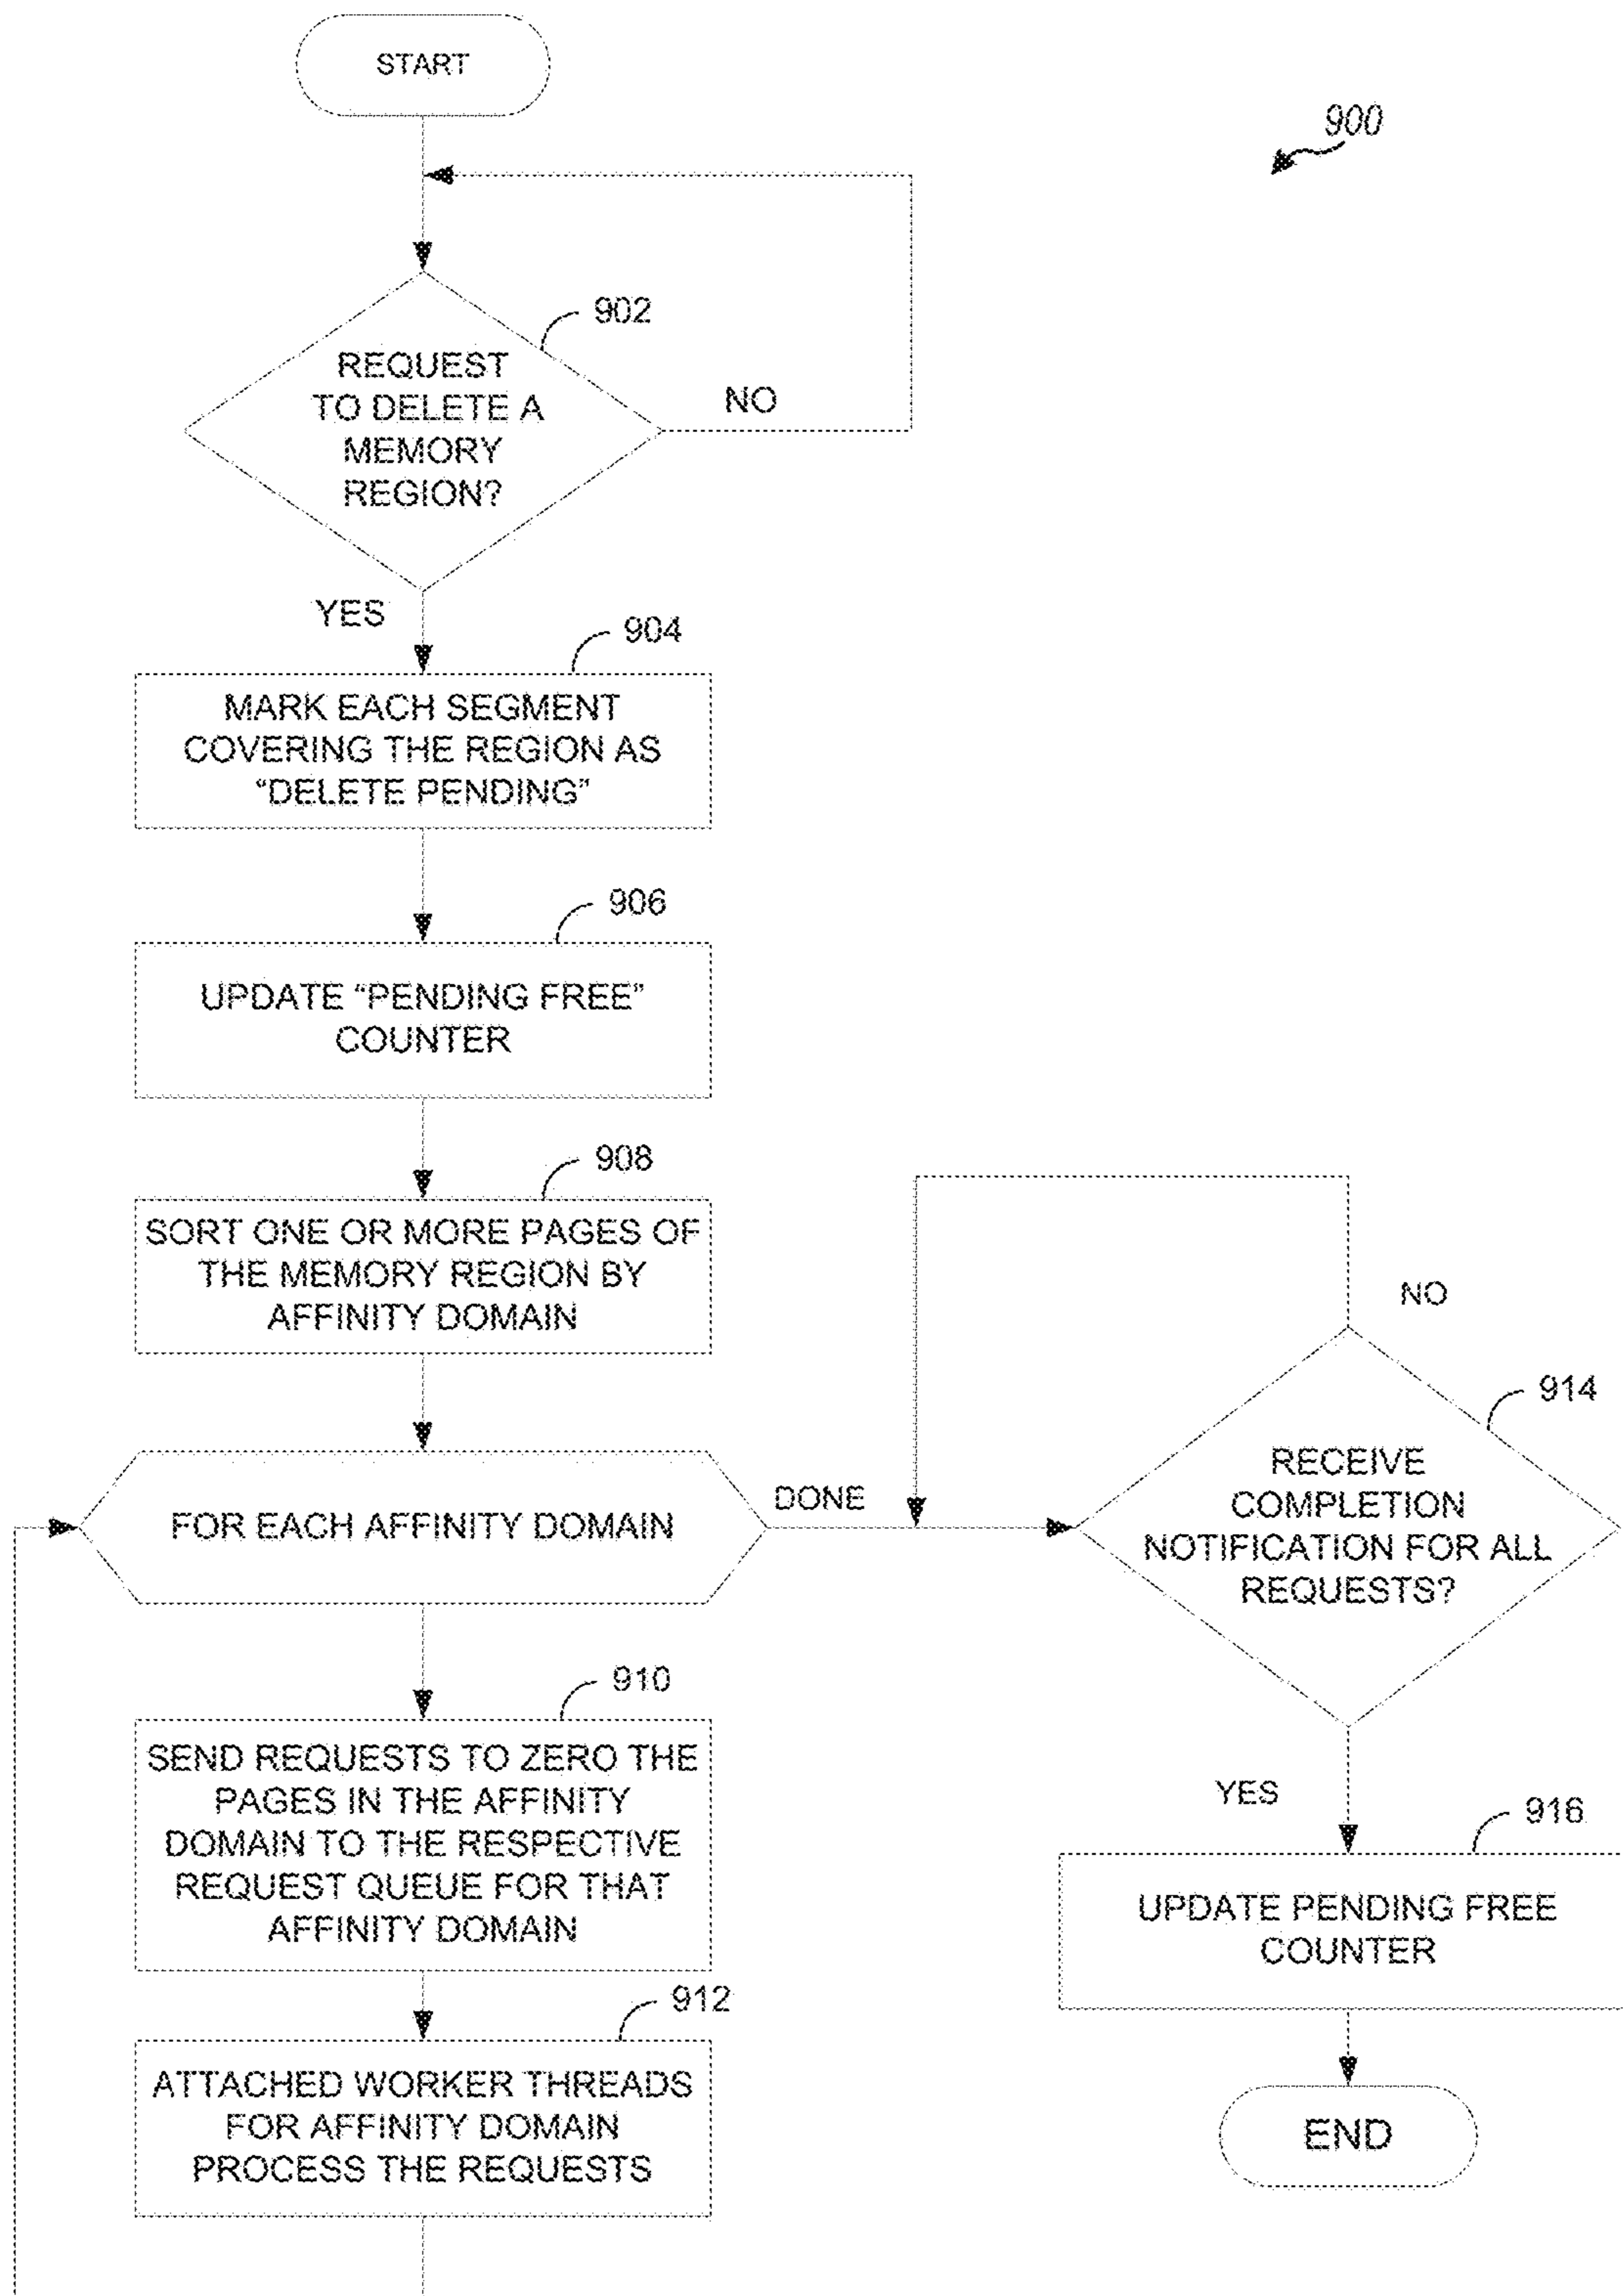 START
900
902
REQUEST
TO DELETE A
MEMORY
REGION?
NO
YES
904
MARK EACH SEGMENT
COVERING THE REGION AS
“DELETE PENDING”
906
UPDATE “PENDING FREE”
COUNTER
908
SORT ONE OR MORE PAGES OF
THE MEMORY REGION BY
AFFINITY DOMAIN
FOR EACH AFFINITY DOMAIN
DONE
910
SEND REQUESTS TO ZERO THE
PAGES IN THE AFFINITY
DOMAIN TO THE RESPECTIVE
REQUEST QUEUE FOR THAT
AFFINITY DOMAIN
912
ATTACHED WORKER THREADS
FOR AFFINITY DOMAIN
PROCESS THE REQUESTS
NO
914
RECEIVE
COMPLETION
NOTIFICATION FOR ALL
REQUESTS?
YES
916
UPDATE PENDING FREE
COUNTER
END